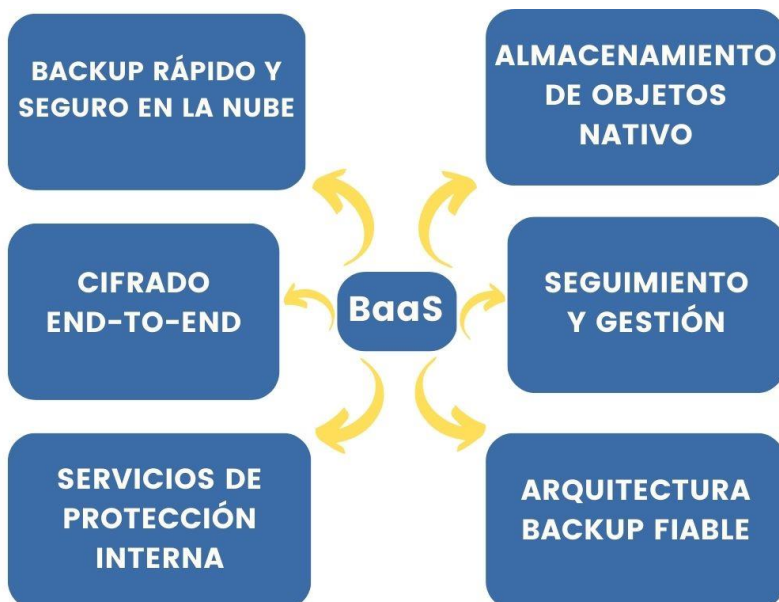 BACKUP RÁPIDO Y
SEGURO EN LA NUBE
ALMACENAMIENTO
DE OBJETOS
NATIVO
CIFRADO
END-TO-END
BaaS
SEGUIMIENTO
Y GESTIÓN
SERVICIOS DE
PROTECCIÓN
INTERNA
ARQUITECTURA
BACKUP FIABLE